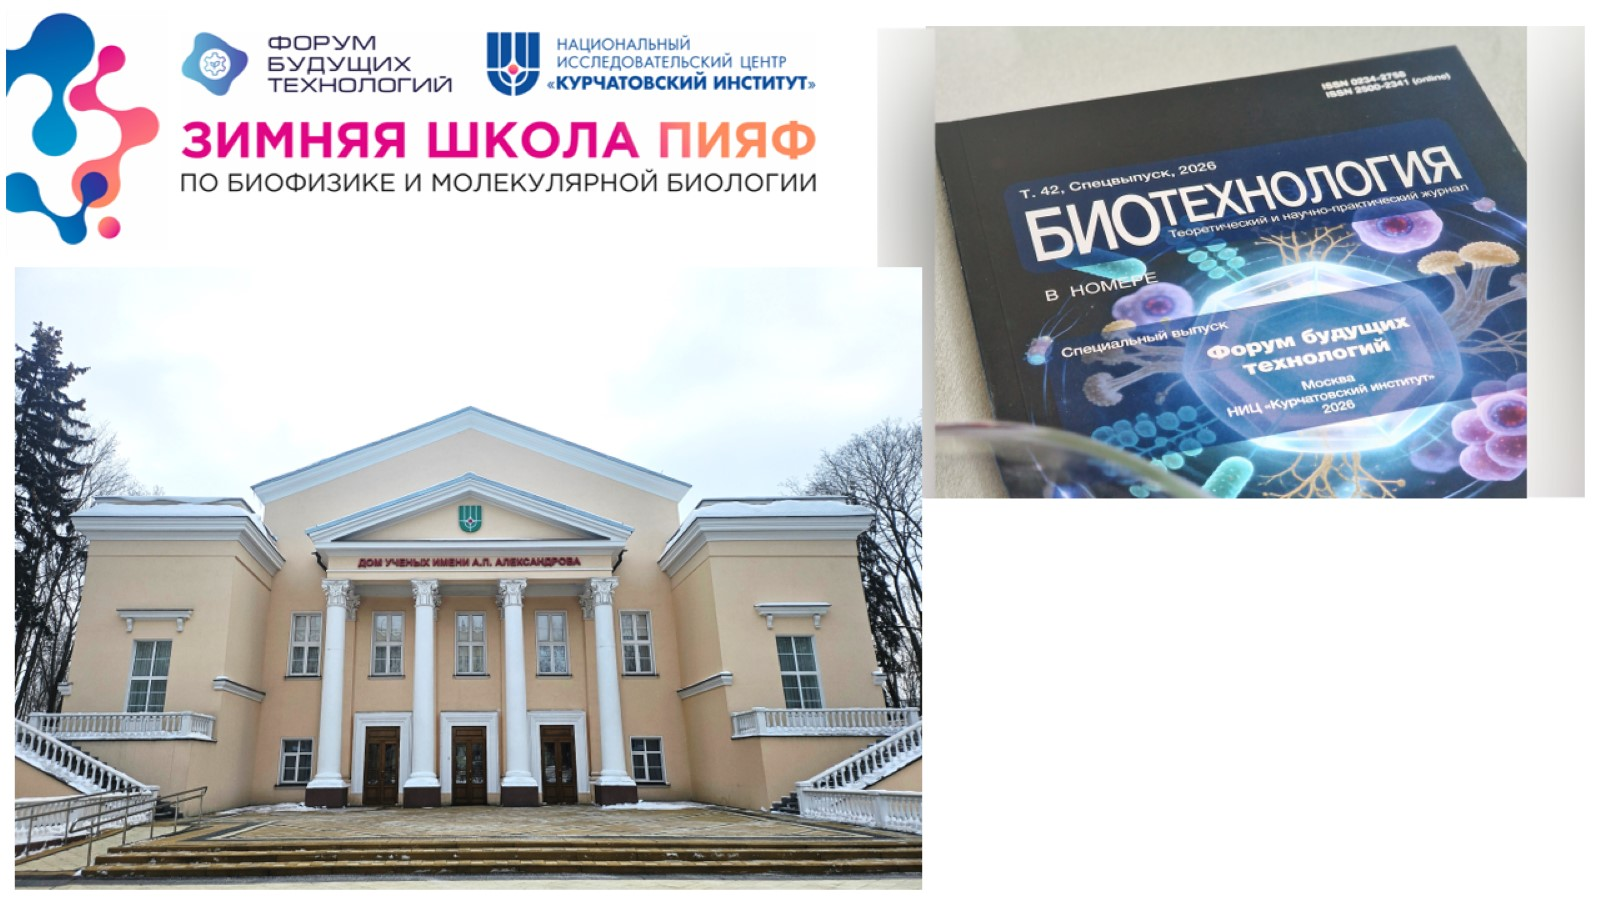 ФОРУМ
БУДУЩИХ
ТЕХНОЛОГИЙ
НАЦИОНАЛЬНЫЙ
ИССЛЕДОВАТЕЛЬСКИЙ ЦЕНТР
«КУРЧАТОВСКИЙ ИНСТИТУТ»
ЗИМНЯЯ ШКОЛА ПИЯФ
ПО БИОФИЗИКЕ И МОЛЕКУЛЯРНОЙ БИОЛОГИИ
ISSN 0234-2758
ISSN 2500-2341 (online)
Т. 42, Спецвыпуск, 2026
БИОТЕХНОЛОГИЯ
Теоретический и научно-практический журнал
В НОМЕРЕ
Специальный выпуск
Форум будущих
технологий
Москва
НИЦ «Курчатовский институт»
2026
ДОМ УЧЕНЫХ ИМЕНИ А.П. АЛЕКСАНДРОВА